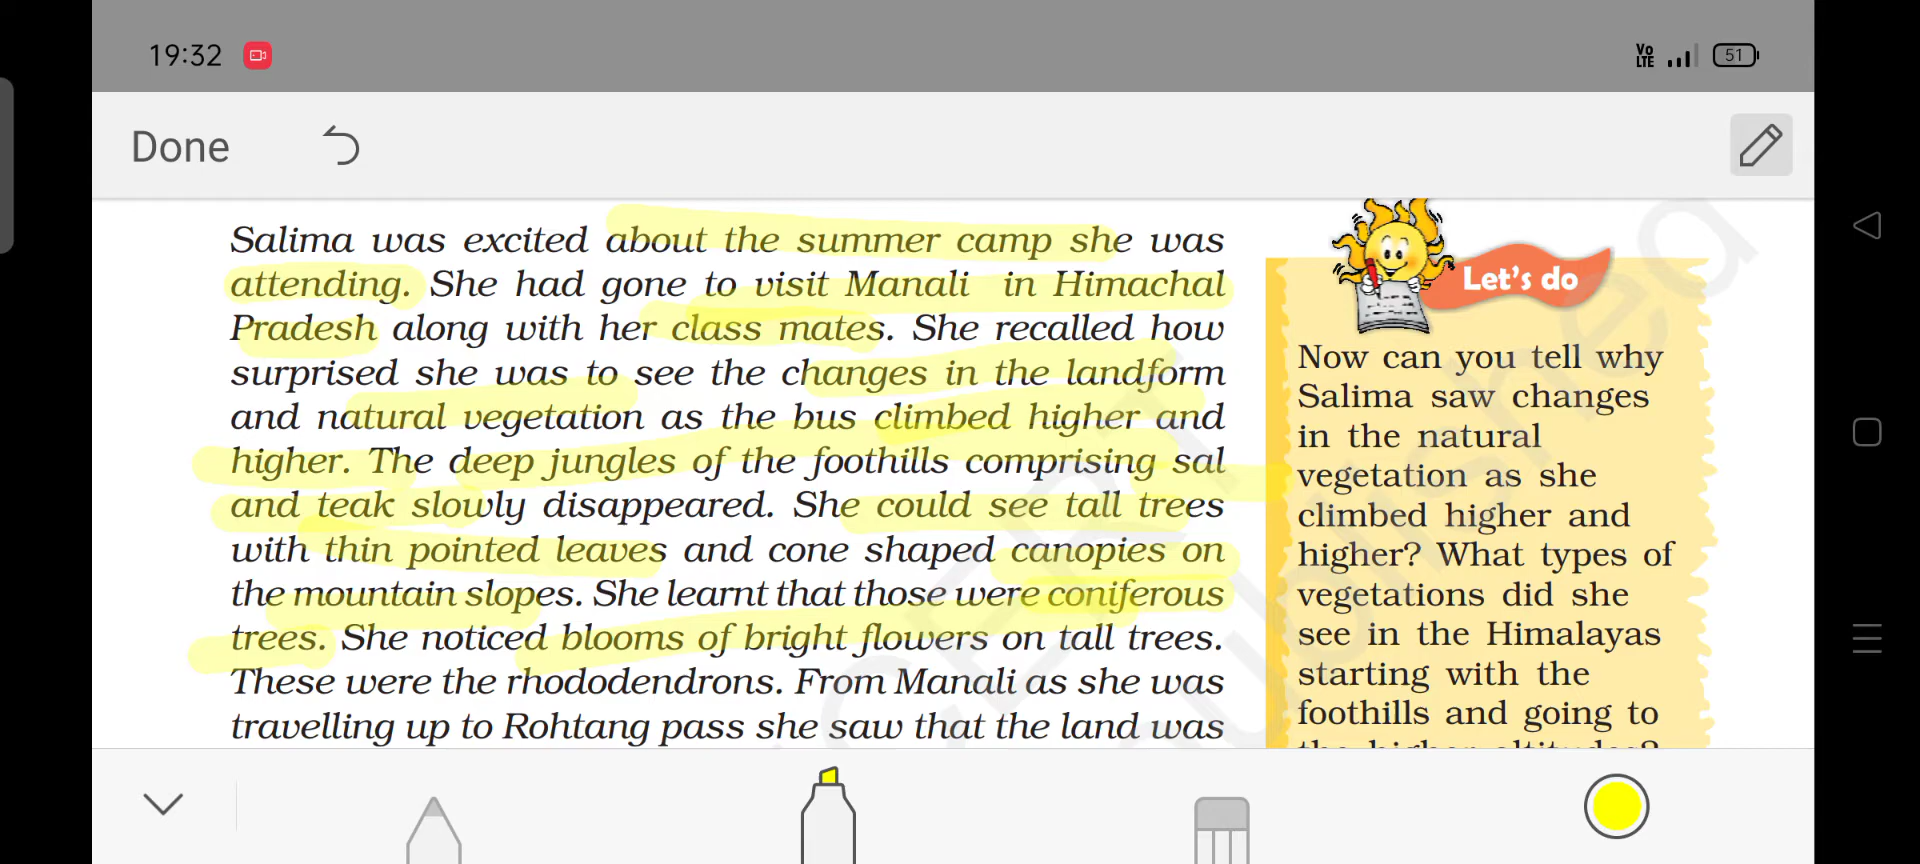 19:32
Vo LTE
51
Done
Salima was excited about the summer camp she was
attending. She had gone to visit Manali in Himachal
Pradesh along with her class mates. She recalled how
surprised she was to see the changes in the landform
and natural vegetation as the bus climbed higher and
higher. The deep jungles of the foothills comprising sal
and teak slowly disappeared. She could see tall trees
with thin pointed leaves and cone shaped canopies on
the mountain slopes. She learnt that those were coniferous
trees. She noticed blooms of bright flowers on tall trees.
These were the rhododendrons. From Manali as she was
travelling up to Rohtang pass she saw that the land was
Let's do
Now can you tell why
Salima saw changes
in the natural
vegetation as she
climbed higher and
higher? What types of
vegetations did she
see in the Himalayas
starting with the
foothills and going to
the higher altitudes?